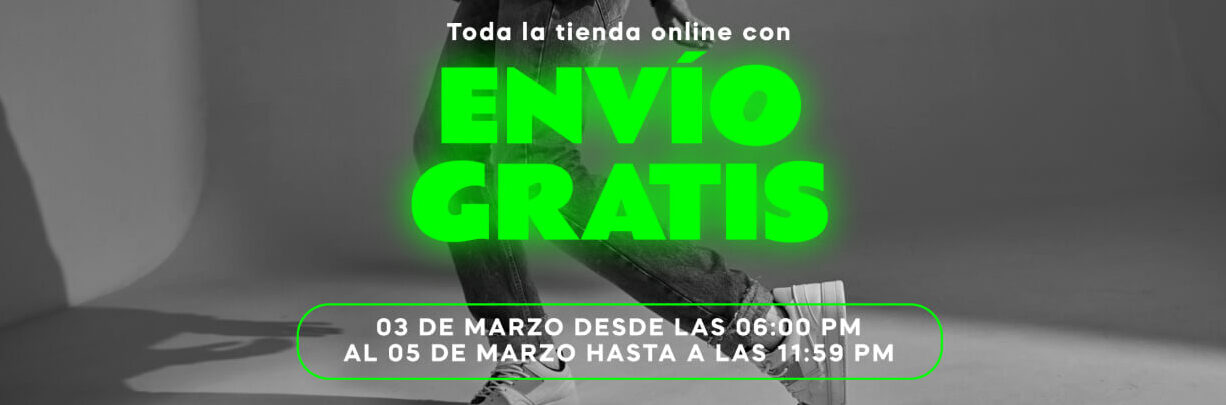 Toda la tienda online con
ENVÍO
GRATIS
03 DE MARZO DESDE LAS 06:00 PM
AL 05 DE MARZO HASTA A LAS 11:59 PM